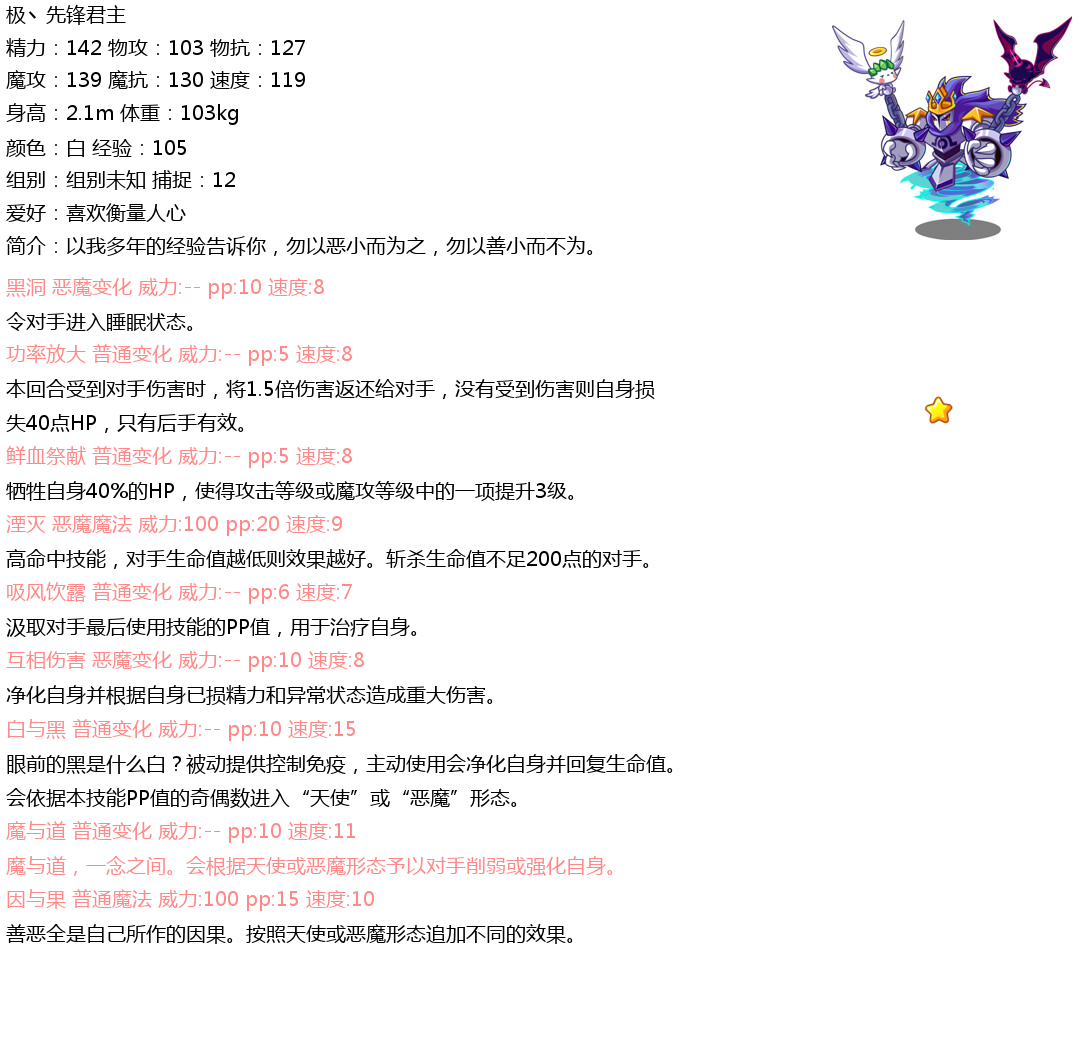 极丶先锋君主
精力：142 物攻：103 物抗：127
魔攻：139 魔抗：130 速度：119
身高：2.1m 体重：103kg
颜色：白 经验：105
组别：组别未知 捕捉：12
爱好：喜欢衡量人心
简介：以我多年的经验告诉你，勿以恶小而为之，勿以善小而不为。
黑洞 恶魔变化 威力:-- pp:10 速度:8
令对手进入睡眠状态。
功率放大 普通变化 威力:-- pp:5 速度:8
本回合受到对手伤害时，将1.5倍伤害返还给对手，没有受到伤害则自身损
失40点HP，只有后手有效。
鲜血祭献 普通变化 威力:-- pp:5 速度:8
牺牲自身40%的HP，使得攻击等级或魔攻等级中的一项提升3级。
湮灭 恶魔魔法 威力:100 pp:20 速度:9
高命中技能，对手生命值越低则效果越好。斩杀生命值不足200点的对手。
吸风饮露 普通变化 威力:-- pp:6 速度:7
汲取对手最后使用技能的PP值，用于治疗自身。
互相伤害 恶魔变化 威力:-- pp:10 速度:8
净化自身并根据自身已损精力和异常状态造成重大伤害。
白与黑 普通变化 威力:-- pp:10 速度:15
眼前的黑是什么白？被动提供控制免疫，主动使用会净化自身并回复生命值。
会依据本技能PP值的奇偶数进入“天使”或“恶魔”形态。
魔与道 普通变化 威力:-- pp:10 速度:11
魔与道，一念之间。会根据天使或恶魔形态予以对手削弱或强化自身。
因与果 普通魔法 威力:100 pp:15 速度:10
善恶全是自己所作的因果。按照天使或恶魔形态追加不同的效果。